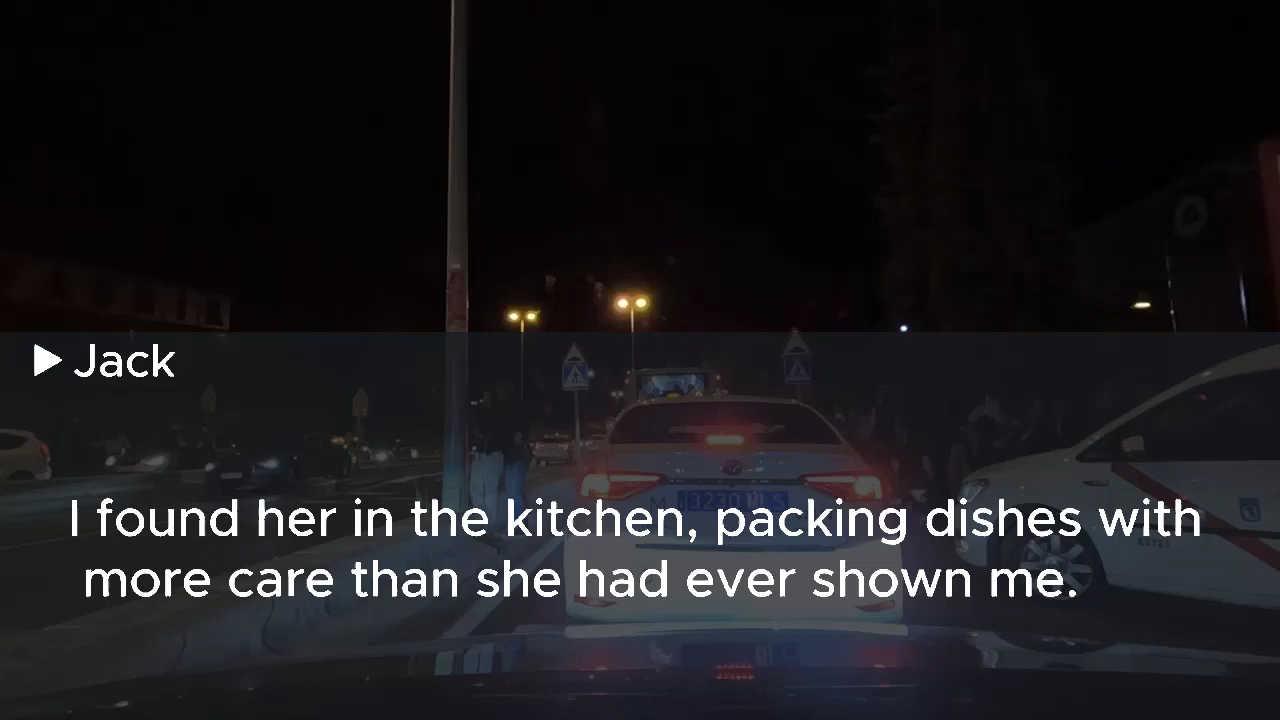 Jack
I found her in the kitchen, packing dishes with
more care than she had ever shown me.